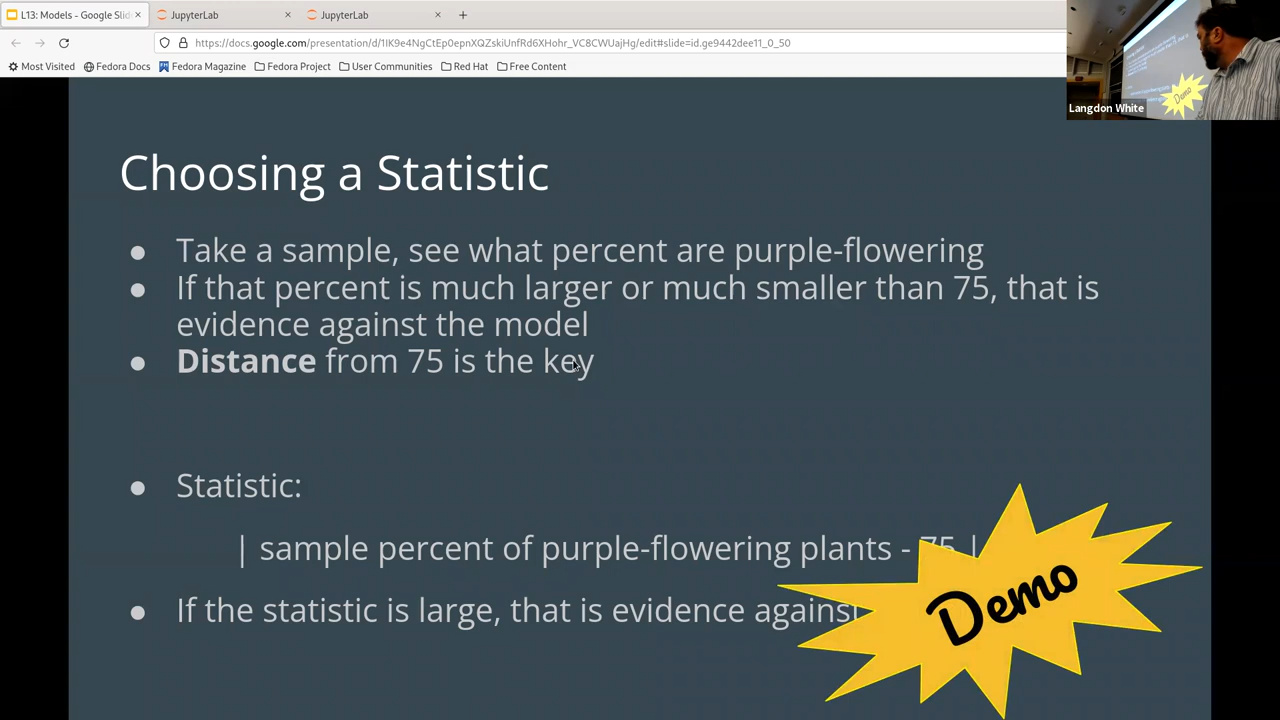 L13: Models - Google Slid
JupyterLab
JupyterLab
https://docs.google.com/presentation/d/1IK9e4NgCtEp0epnXQZskiUnfRd6XHohr_VC8CWUajHg/edit#slide=id.ge9442dee11_0_50
Most Visited Fedora Docs Fedora Magazine Fedora Project User Communities Red Hat Free Content
Langdon White
Demo
Choosing a Statistic
● Take a sample, see what percent are purple-flowering
● If that percent is much larger or much smaller than 75, that is
evidence against the model
● Distance from 75 is the key
● Statistic:
| sample percent of purple-flowering plants - 75 |
● If the statistic is large, that is evidence against
Demo